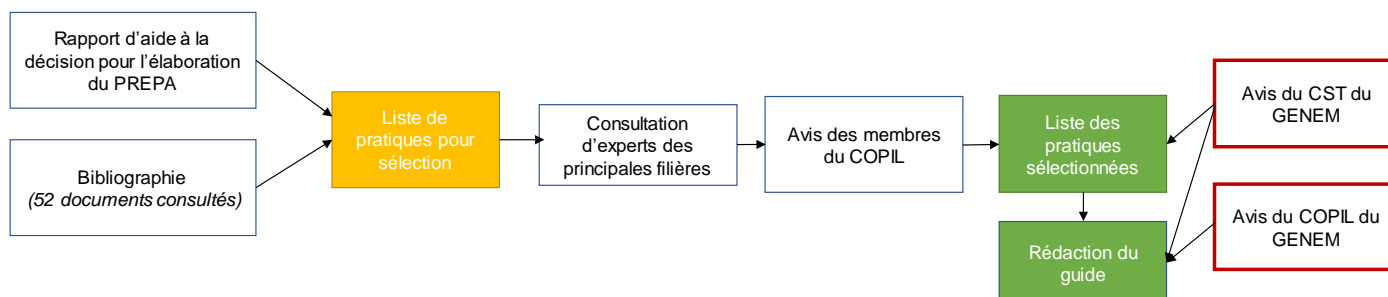 Rapport d'aide à la
décision pour l'élaboration
du PREPA
Bibliographie
(52 documents consultés)
Liste de
pratiques pour
sélection
Consultation
d'experts des
principales filières
Avis des membres
du COPIL
Liste des
pratiques
sélectionnées
Rédaction du
guide
Avis du CST du
GENEM
Avis du COPIL du
GENEM